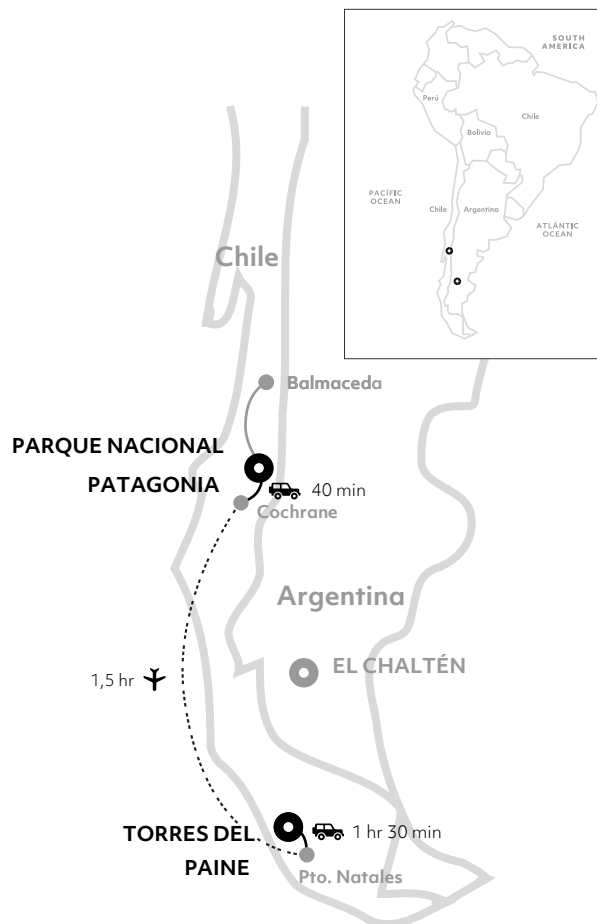 SOUTH
AMERICA
Perú
Chile
Bolivia
PACÍFIC
OCEAN
Chile
Argentina
ATLÁNTIC
OCEAN
Chile
Balmaceda
PARQUE NACIONAL
PATAGONIA
40 min
Cochrane
Argentina
EL CHALTÉN
1,5 hr
TORRES DEL
PAINE
1 hr 30 min
Pto. Natales